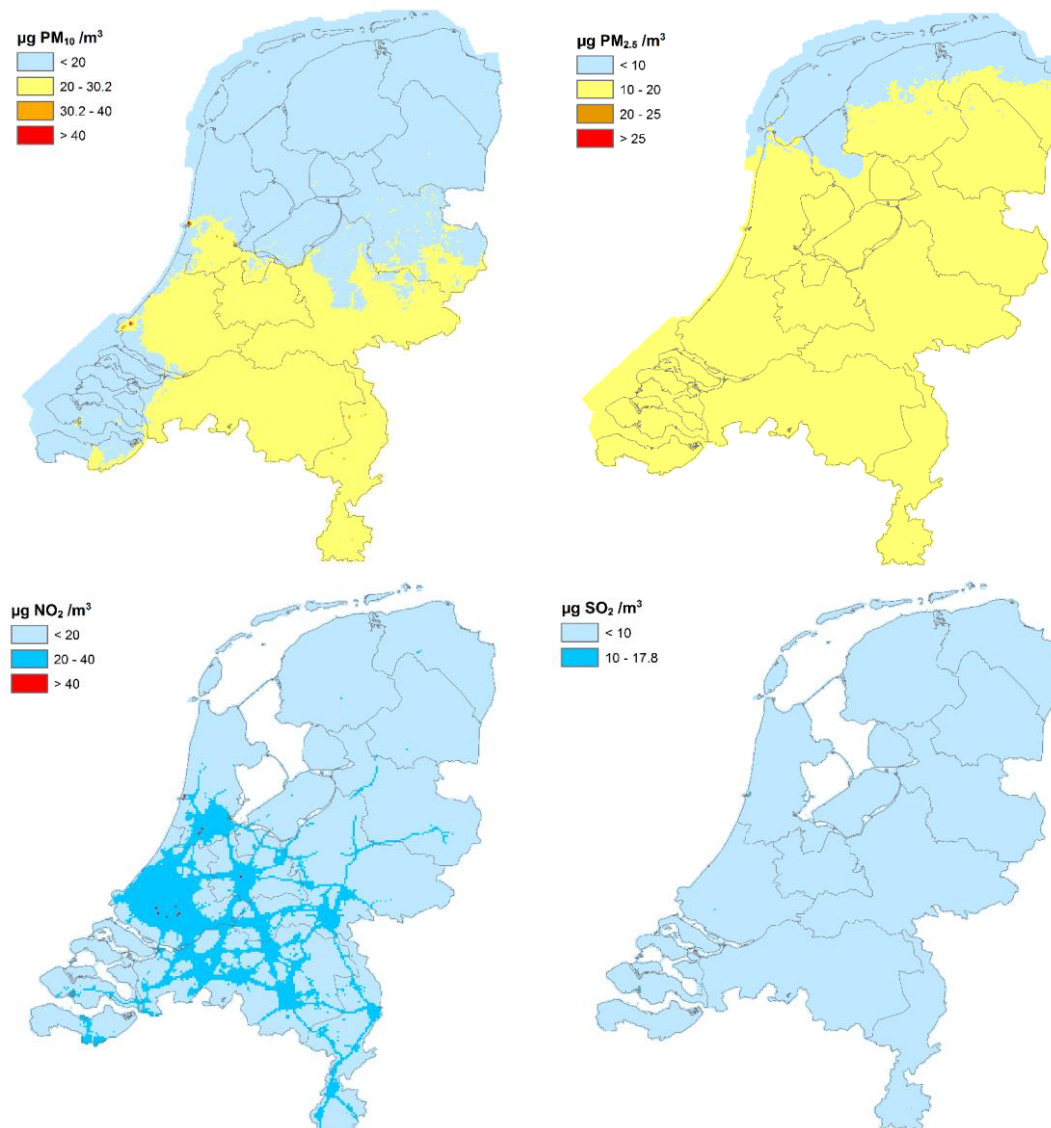 µg PM₁₀ /m³
< 20
20 - 30.2
30.2 - 40
> 40
µg PM₂.₅ /m³
< 10
10 - 20
20 - 25
> 25
µg NO₂ /m³
< 20
20 - 40
> 40
µg SO₂ /m³
< 10
10 - 17.8